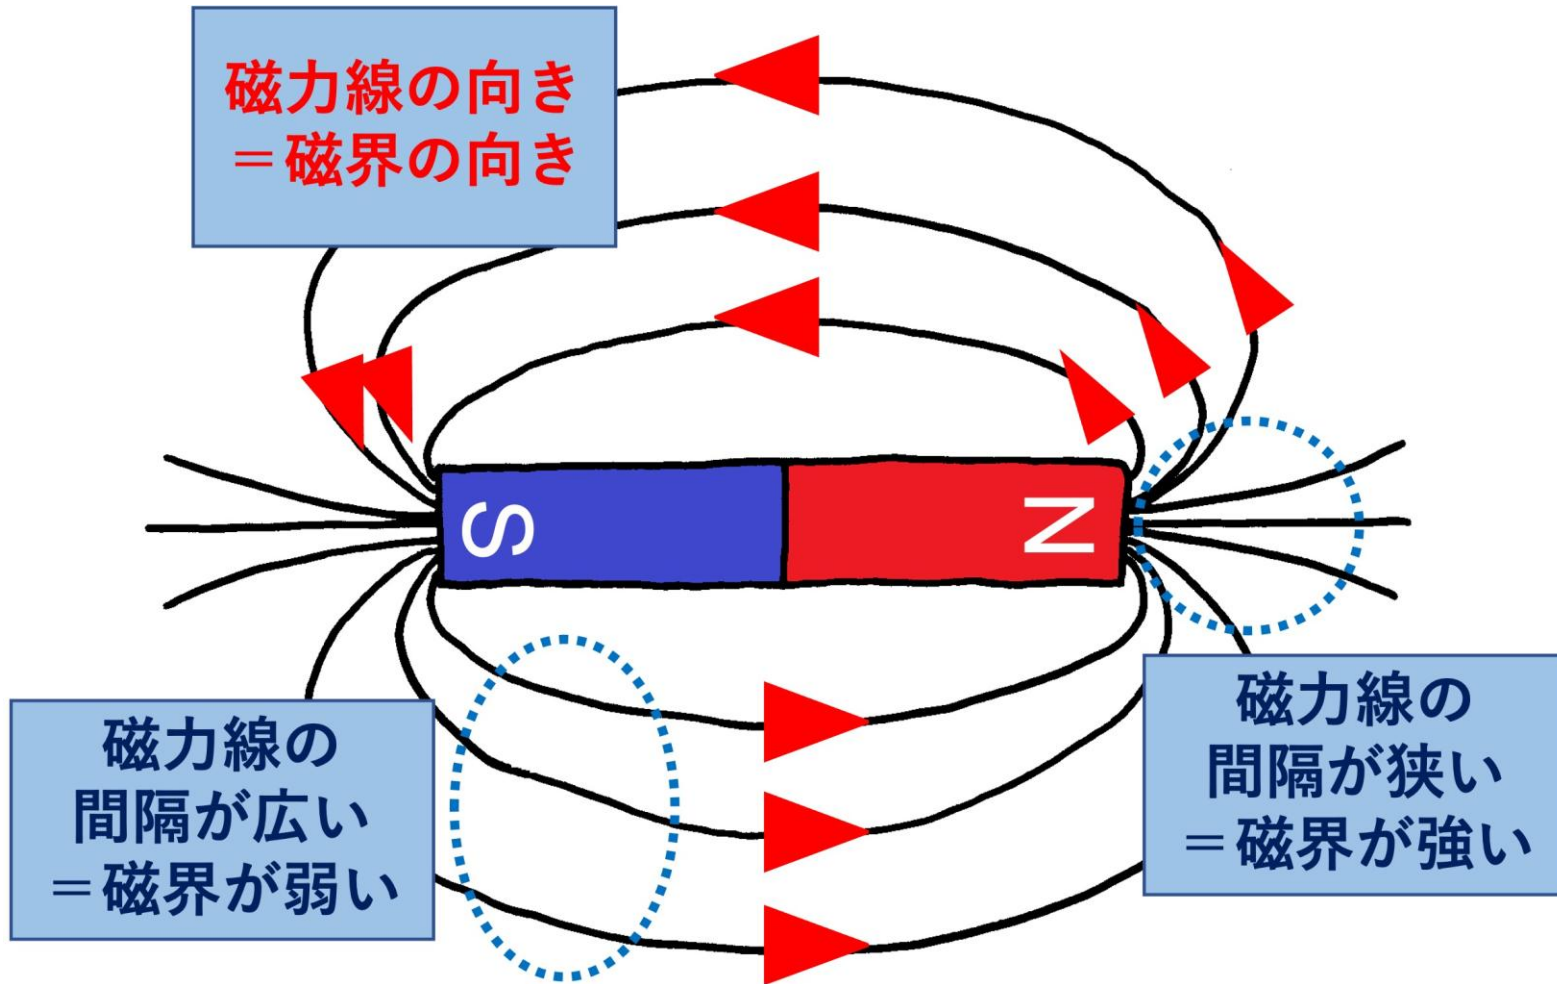 磁力線の向き
＝磁界の向き
S
N
磁力線の
間隔が広い
＝磁界が弱い
磁力線の
間隔が狭い
＝磁界が強い